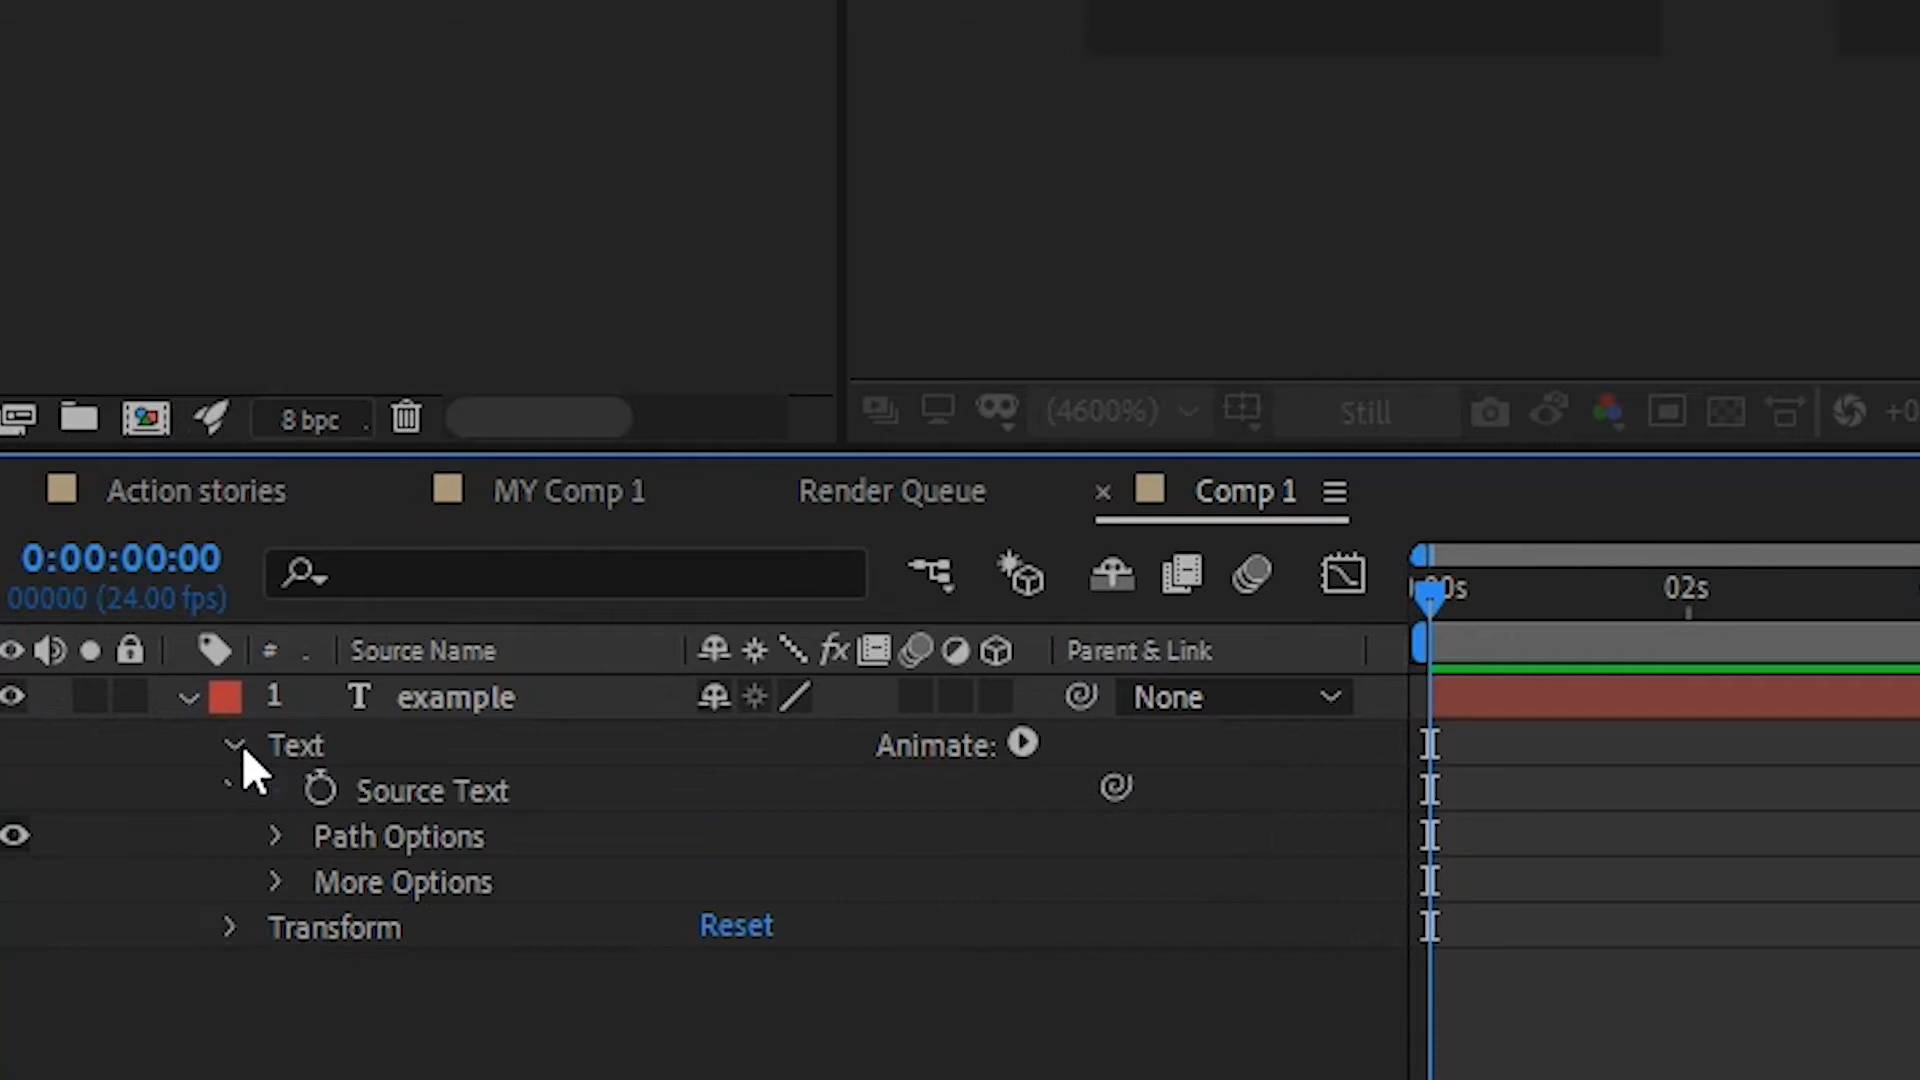 8 bpc
(4600%) Still +0
Action stories MY Comp 1 Render Queue × Comp 1
0:00:00:00
00000 (24.00 fps)
02s
# . Source Name fx Parent & Link
1 T example None
Text Animate:
Source Text
Path Options
More Options
Transform Reset